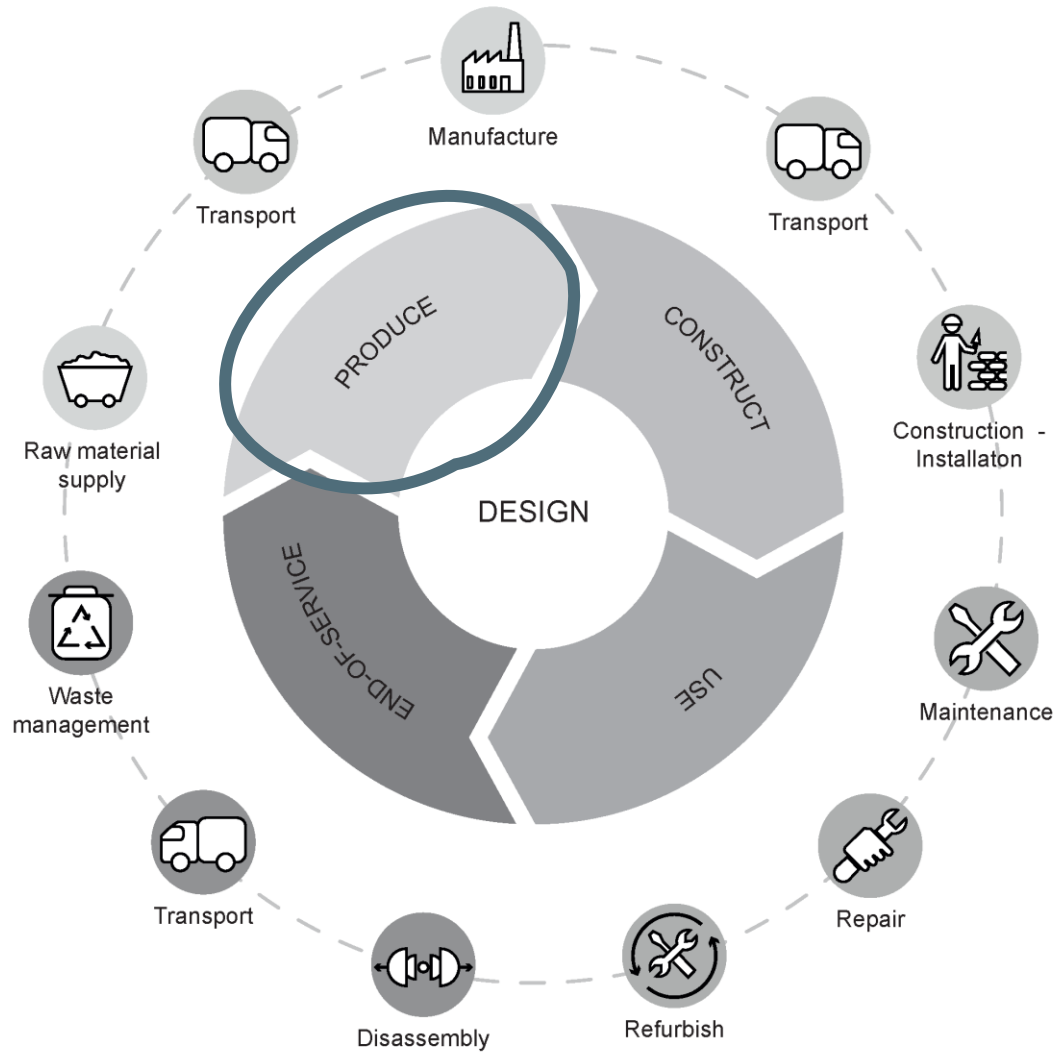 Manufacture
Transport
Transport
PRODUCE
CONSTRUCT
Raw material
supply
Construction -
Installaton
DESIGN
END-OF-SERVICE
USE
Waste
management
Maintenance
Transport
Repair
Disassembly
Refurbish